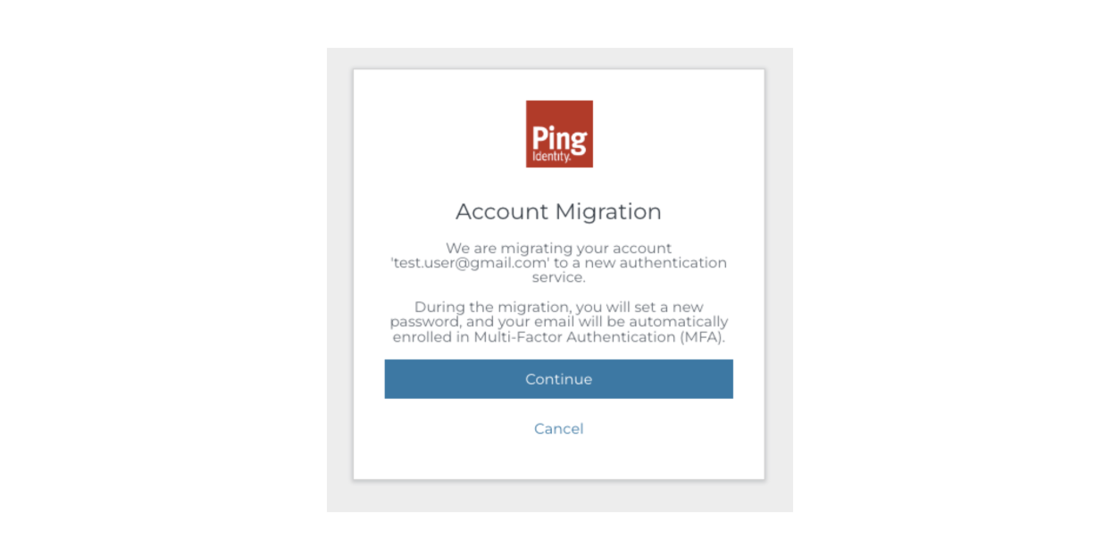 Ping
Identity.
Account Migration
We are migrating your account
'test.user@gmail.com' to a new authentication
service.
During the migration, you will set a new
password, and your email will be automatically
enrolled in Multi-Factor Authentication (MFA).
Continue
Cancel